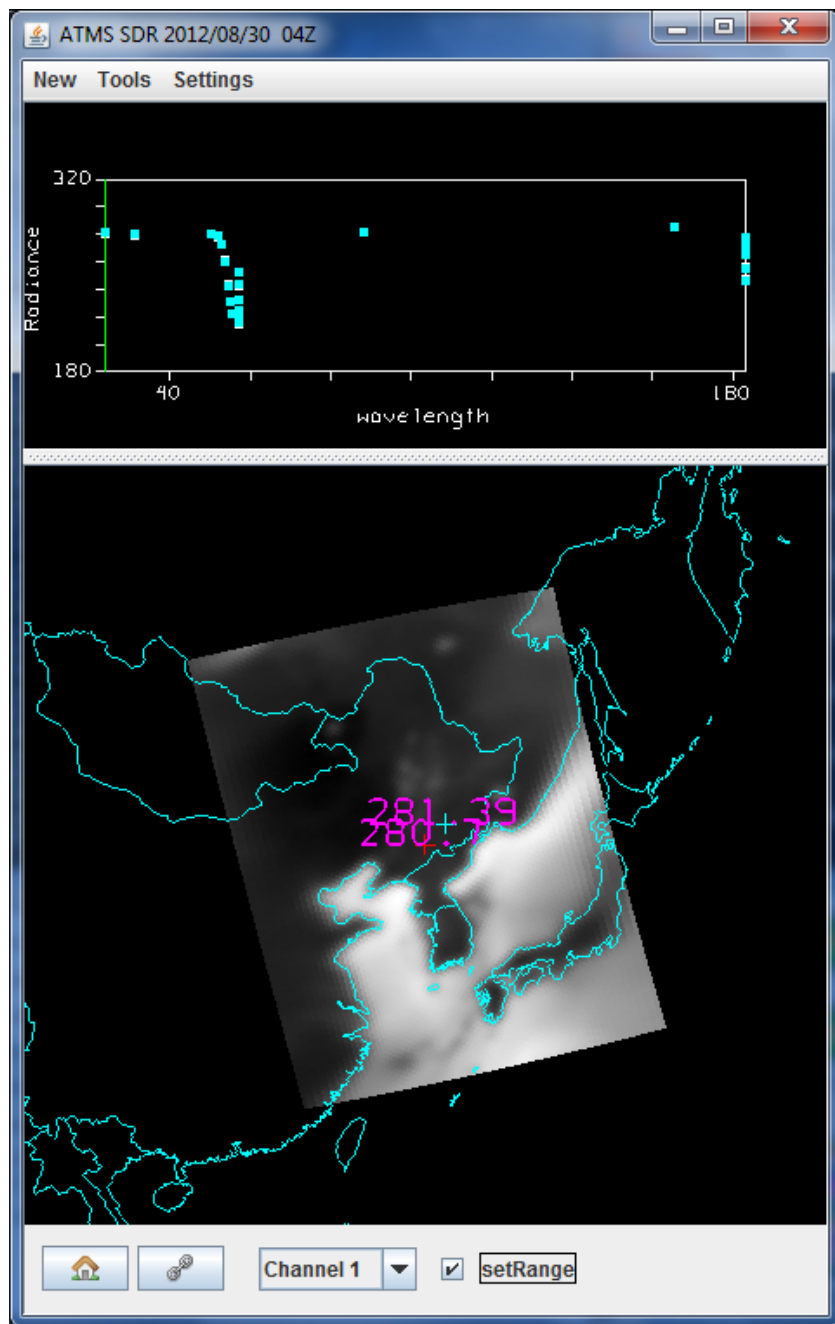 ATMS SDR 2012/08/30 04Z
New Tools Settings
320
Radiance
180
40
180
wavelength
281.39
280.7
Channel 1
setRange